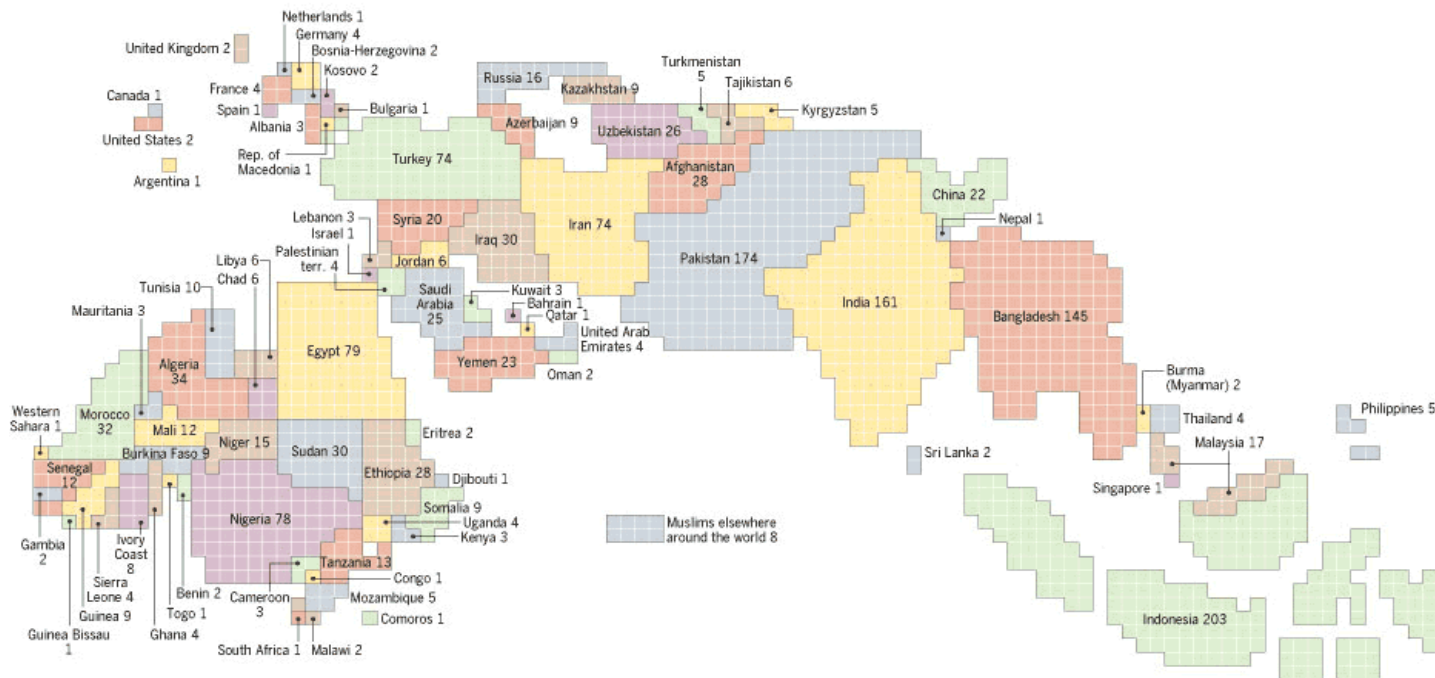 Netherlands 1
Germany 4
United Kingdom 2
Bosnia-Herzegovina 2
Kosovo 2
Turkmenistan
5
Russia 16
Tajikistan 6
France 4
Kazakhstan 9
Canada 1
Spain 1
Bulgaria 1
Kyrgyzstan 5
Albania 3
Azerbaijan 9
Uzbekistan 26
United States 2
Rep. of
Macedonia 1
Turkey 74
Afghanistan
28
Argentina 1
China 22
Lebanon 3
Syria 20
Nepal 1
Israel 1
Iran 74
Iraq 30
Palestinian
terr. 4
Libya 6
Jordan 6
Pakistan 174
Chad 6
Tunisia 10
Saudi
Arabia
25
Kuwait 3
Bahrain 1
India 161
Mauritania 3
Qatar 1
Bangladesh 145
United Arab
Emirates 4
Egypt 79
Algeria
34
Yemen 23
Oman 2
Burma
(Myanmar) 2
Western
Sahara 1
Morocco
32
Thailand 4
Philippines 5
Mali 12
Eritrea 2
Niger 15
Malaysia 17
Sudan 30
Burkina Faso 9
Sri Lanka 2
Senegal
12
Ethiopia 28
Djibouti 1
Singapore 1
Somalia 9
Nigeria 78
Uganda 4
Muslims elsewhere
around the world 8
Kenya 3
Gambia
2
Ivory
Coast
8
Tanzania 13
Sierra
Leone 4
Congo 1
Benin 2
Cameroon
3
Mozambique 5
Guinea 9
Togo 1
Comoros 1
Indonesia 203
Guinea Bissau
1
Ghana 4
South Africa 1
Malawi 2